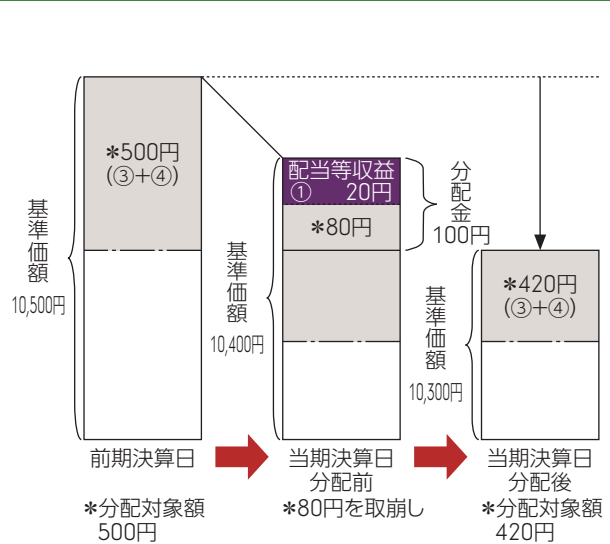 *500円
(③+④)
基準価額
10,500円
前期決算日
*分配対象額
500円
配当等収益
① 20円
*80円
分配金
100円
基準価額
10,400円
当期決算日
分配前
*80円を取崩し
*420円
(③+④)
基準価額
10,300円
当期決算日
分配後
*分配対象額
420円